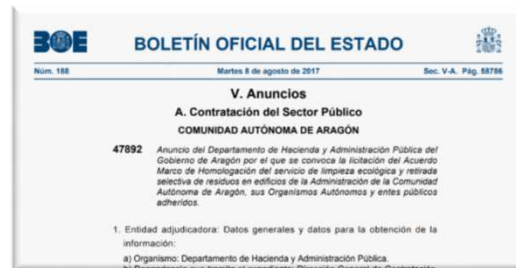 BOE
BOLETÍN OFICIAL DEL ESTADO
Núm. 188
Martes 8 de agosto de 2017
Sec. V-A. Pág. 58786
V. Anuncios
A. Contratación del Sector Público
COMUNIDAD AUTÓNOMA DE ARAGÓN
47892
Anuncio del Departamento de Hacienda y Administración Pública del
Gobierno de Aragón por el que se convoca la licitación del Acuerdo
Marco de Homologación del servicio de limpieza ecológica y retirada
selectiva de residuos en edificios de la Administración de la Comunidad
Autónoma de Aragón, sus Organismos Autónomos y entes públicos
adheridos.
1. Entidad adjudicadora: Datos generales y datos para la obtención de la
información:
a) Organismo: Departamento de Hacienda y Administración Pública.